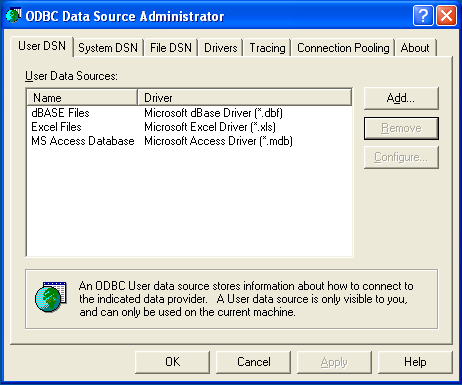 ODBC Data Source Administrator
User DSN System DSN File DSN Drivers Tracing Connection Pooling About
User Data Sources:
Name Driver
dBASE Files Microsoft dBase Driver (*.dbf)
Excel Files Microsoft Excel Driver (*.xls)
MS Access Database Microsoft Access Driver (*.mdb)
Add...
Remove
Configure...
An ODBC User data source stores information about how to connect to
the indicated data provider. A User data source is only visible to you,
and can only be used on the current machine.
OK Cancel Apply Help